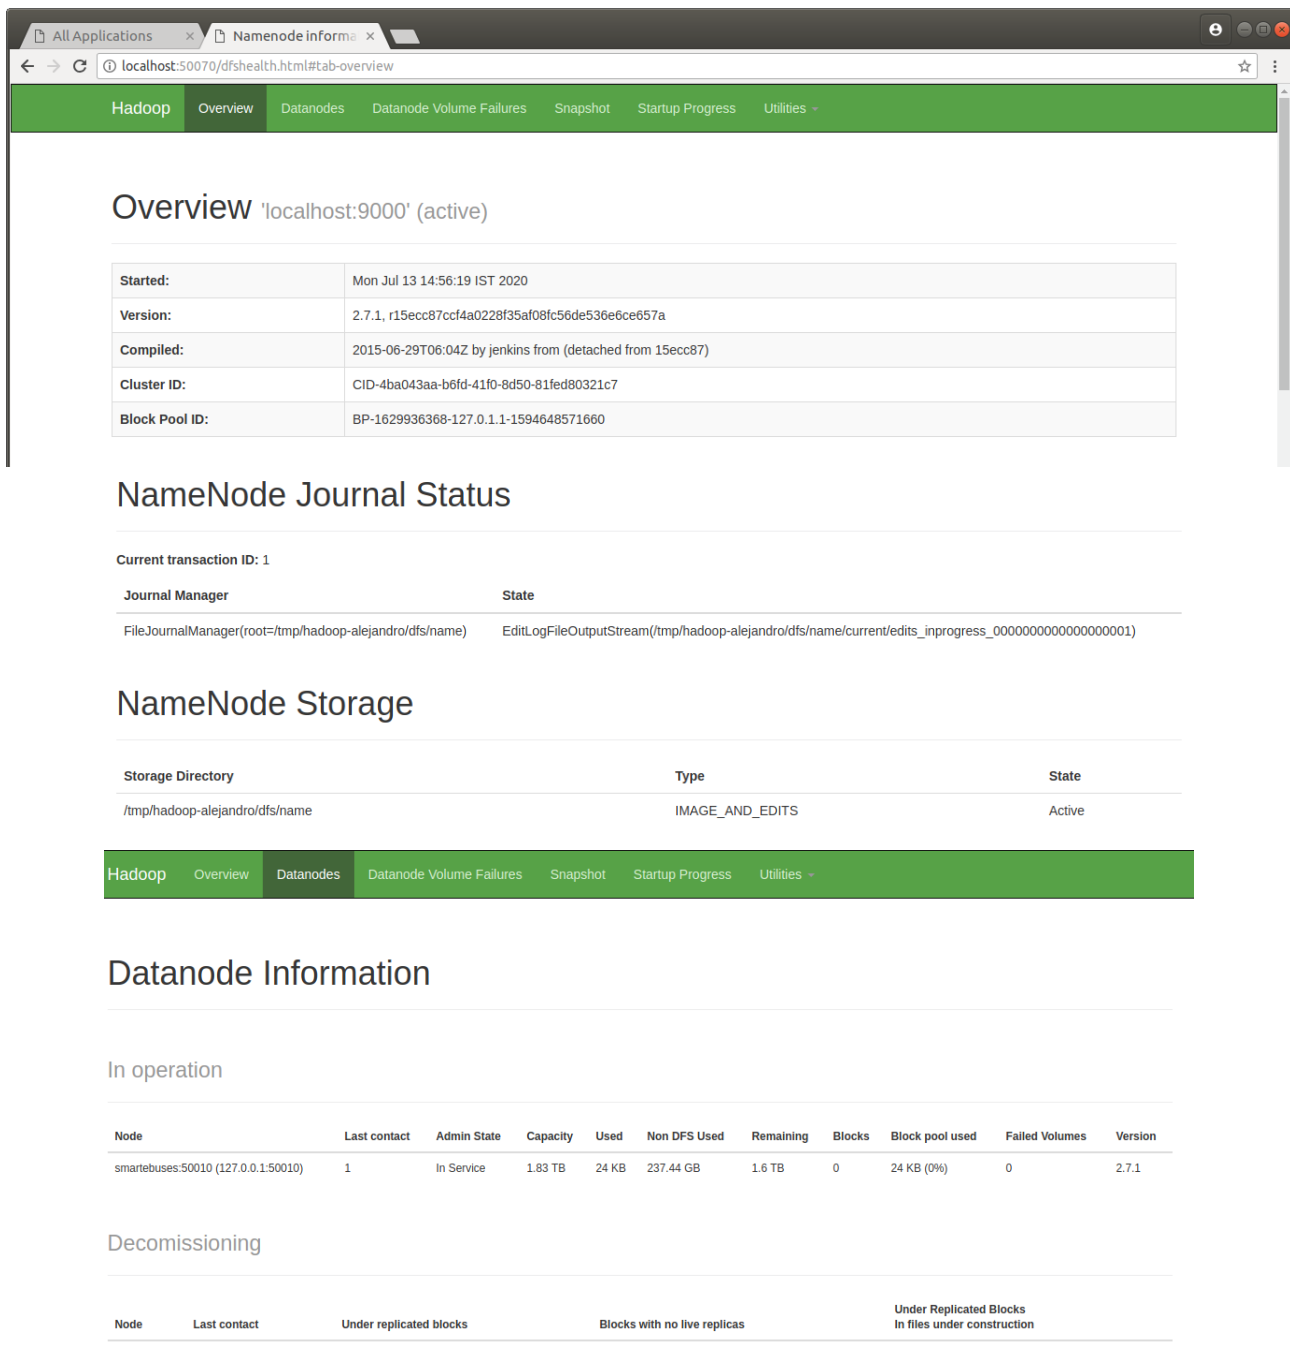 All Applications × Namenode informa ×
localhost:50070/dfshealth.html#tab-overview
Hadoop Overview Datanodes Datanode Volume Failures Snapshot Startup Progress Utilities
Overview 'localhost:9000' (active)
Started: Mon Jul 13 14:56:19 IST 2020
Version: 2.7.1, r15ecc87ccf4a0228f35af08fc56de536e6ce657a
Compiled: 2015-06-29T06:04Z by jenkins from (detached from 15ecc87)
Cluster ID: CID-4ba043aa-b6fd-41f0-8d50-81fed80321c7
Block Pool ID: BP-1629936368-127.0.1.1-1594648571660
NameNode Journal Status
Current transaction ID: 1
Journal Manager State
FileJournalManager(root=/tmp/hadoop-alejandro/dfs/name) EditLogFileOutputStream(/tmp/hadoop-alejandro/dfs/name/current/edits_inprogress_0000000000000000001)
NameNode Storage
Storage Directory Type State
/tmp/hadoop-alejandro/dfs/name IMAGE_AND_EDITS Active
Hadoop Overview Datanodes Datanode Volume Failures Snapshot Startup Progress Utilities
Datanode Information
In operation
Node Last contact Admin State Capacity Used Non DFS Used Remaining Blocks Block pool used Failed Volumes Version
smartebuses:50010 (127.0.0.1:50010) 1 In Service 1.83 TB 24 KB 237.44 GB 1.6 TB 0 24 KB (0%) 0 2.7.1
Decomissioning
Under Replicated Blocks
Node Last contact Under replicated blocks Blocks with no live replicas In files under construction